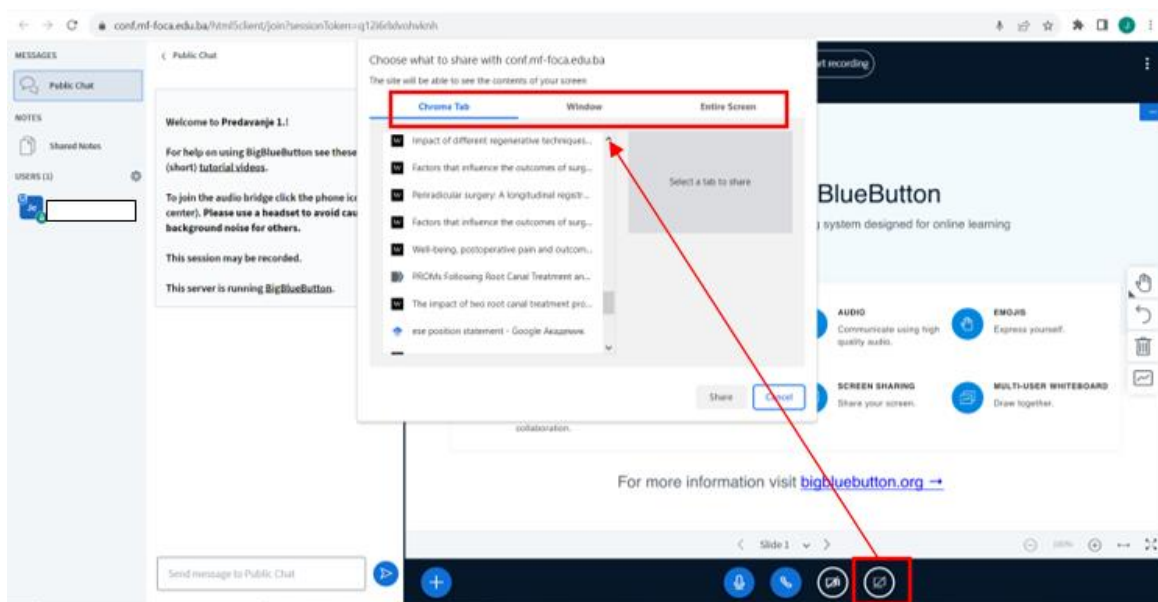 conf.mf-foca.edu.ba/html5client/join?sessionToken=
MESSAGES
Public Chat
NOTES
Shared Notes
USERS (1)
Public Chat
Welcome to Predavanje 1.!
For help on using BigBlueButton see these
(short) tutorial videos.
To join the audio bridge click the phone
center). Please use a headset to avoid
background noise for others.
This session may be recorded.
This server is running BigBlueButton.
Send message to Public Chat
Choose what to share with conf.mf-foca.edu.ba
The site will be able to see the contents of your screen
Chrome Tab
Window
Entire Screen
Impact of different regenerative techniques...
Factors that influence the outcomes of surg...
Periradicular surgery: A longitudinal registr...
Factors that influence the outcomes of surg...
Well-being, postoperative pain and outcom...
PROMs Following Root Canal Treatment an...
The impact of two root canal treatment pro...
ese position statement - Google Академик
Select a tab to share
Share
Cancel
recording
BlueButton
system designed for online learning
AUDIO
Communicate using high
quality audio.
EMOJIS
Express yourself.
SCREEN SHARING
Share your screen.
MULTI-USER WHITEBOARD
Draw together.
collaboration.
For more information visit bigbluebutton.org →
Slide 1
100%